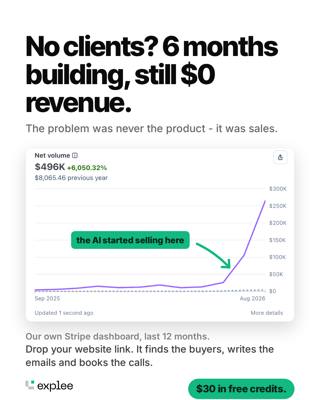 No clients? 6 months
building, still $0
revenue.
The problem was never the product - it was sales.
Net volume
$496K +6,050.32%
$8,065.46 previous year
$300K
$250K
$200K
$150K
$100K
$50K
$0
the AI started selling here
Sep 2025
Aug 2026
Updated 1 second ago
More details
Our own Stripe dashboard, last 12 months.
Drop your website link. It finds the buyers, writes the
emails and books the calls.
explee
$30 in free credits.